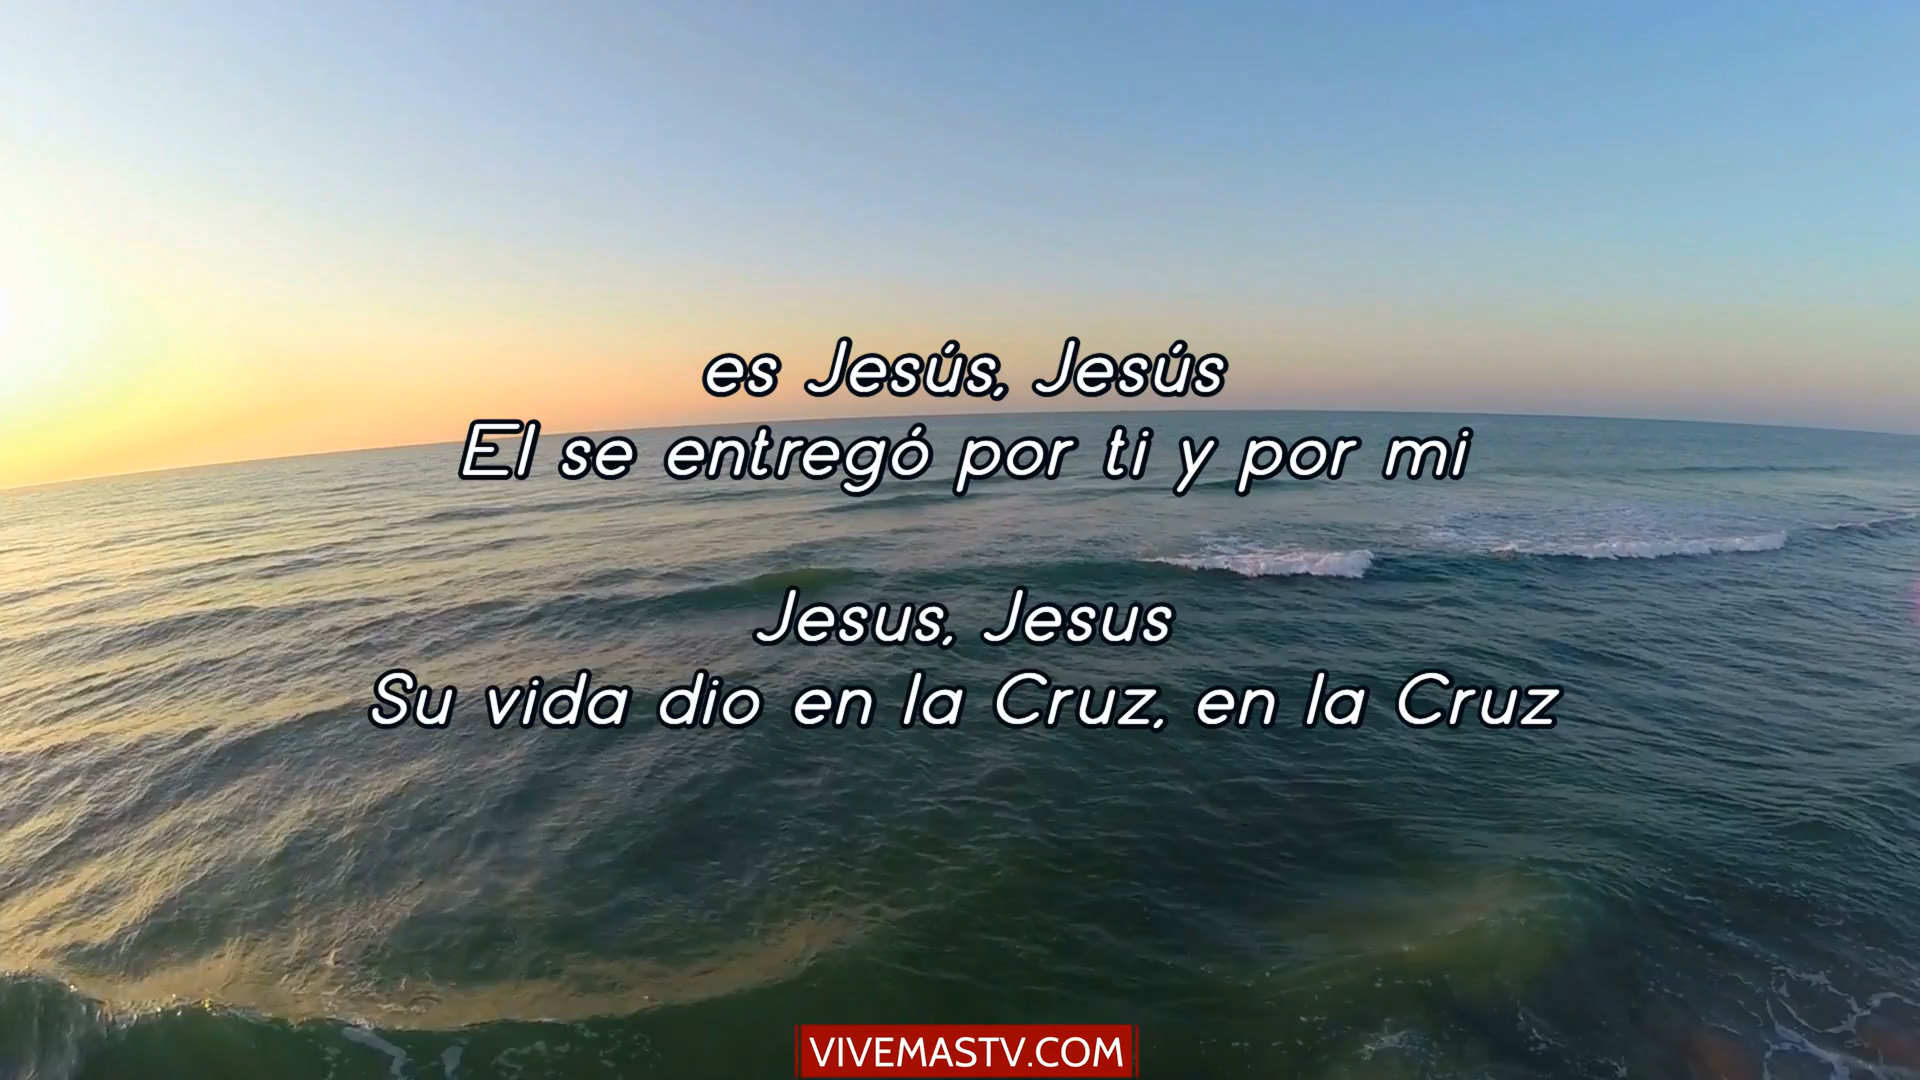 es Jesús, Jesús
El se entregó por ti y por mi
Jesus, Jesus
Su vida dio en la Cruz, en la Cruz
VIVEMASTV.COM